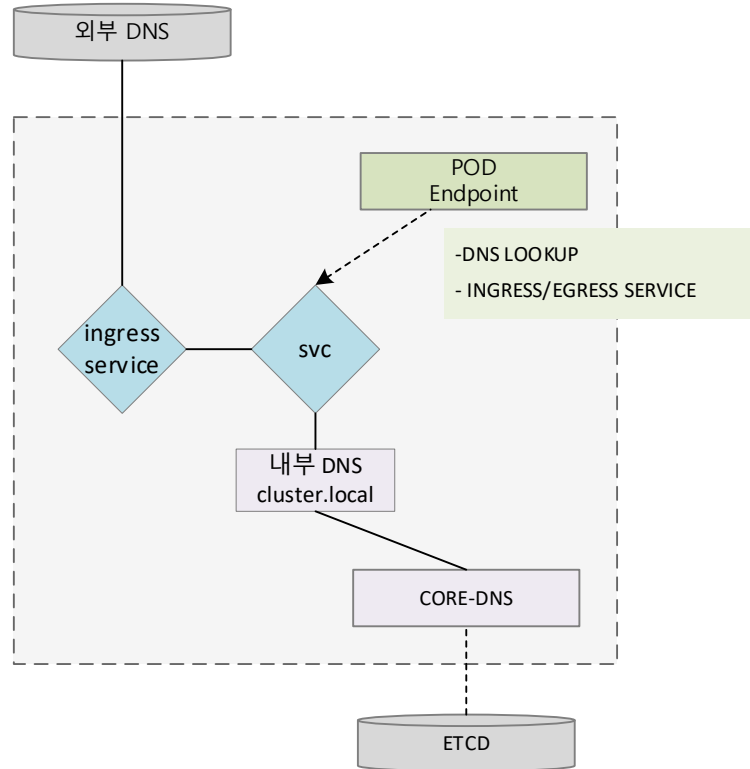 외부 DNS
POD
Endpoint
-DNS LOOKUP
- INGRESS/EGRESS SERVICE
ingress
service
svc
내부 DNS
cluster.local
CORE-DNS
ETCD